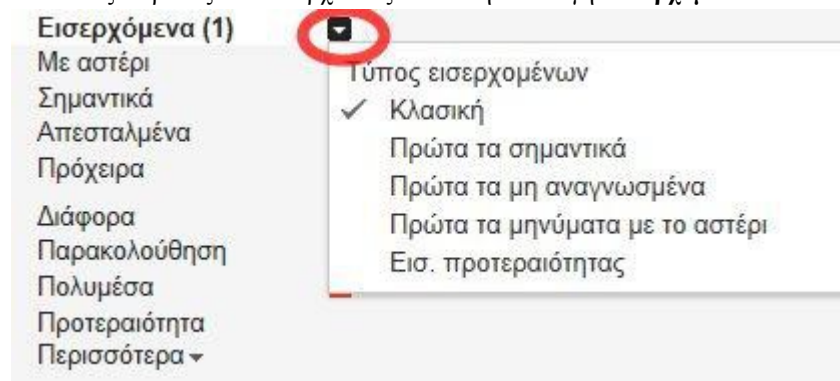 Εισερχόμενα (1)
Με αστέρι
Σημαντικά
Απεσταλμένα
Πρόχειρα
Διάφορα
Παρακολούθηση
Πολυμέσα
Προτεραιότητα
Περισσότερα
Τύπος εισερχομένων
Κλασική
Πρώτα τα σημαντικά
Πρώτα τα μη αναγνωσμένα
Πρώτα τα μηνύματα με το αστέρι
Εισ. προτεραιότητας